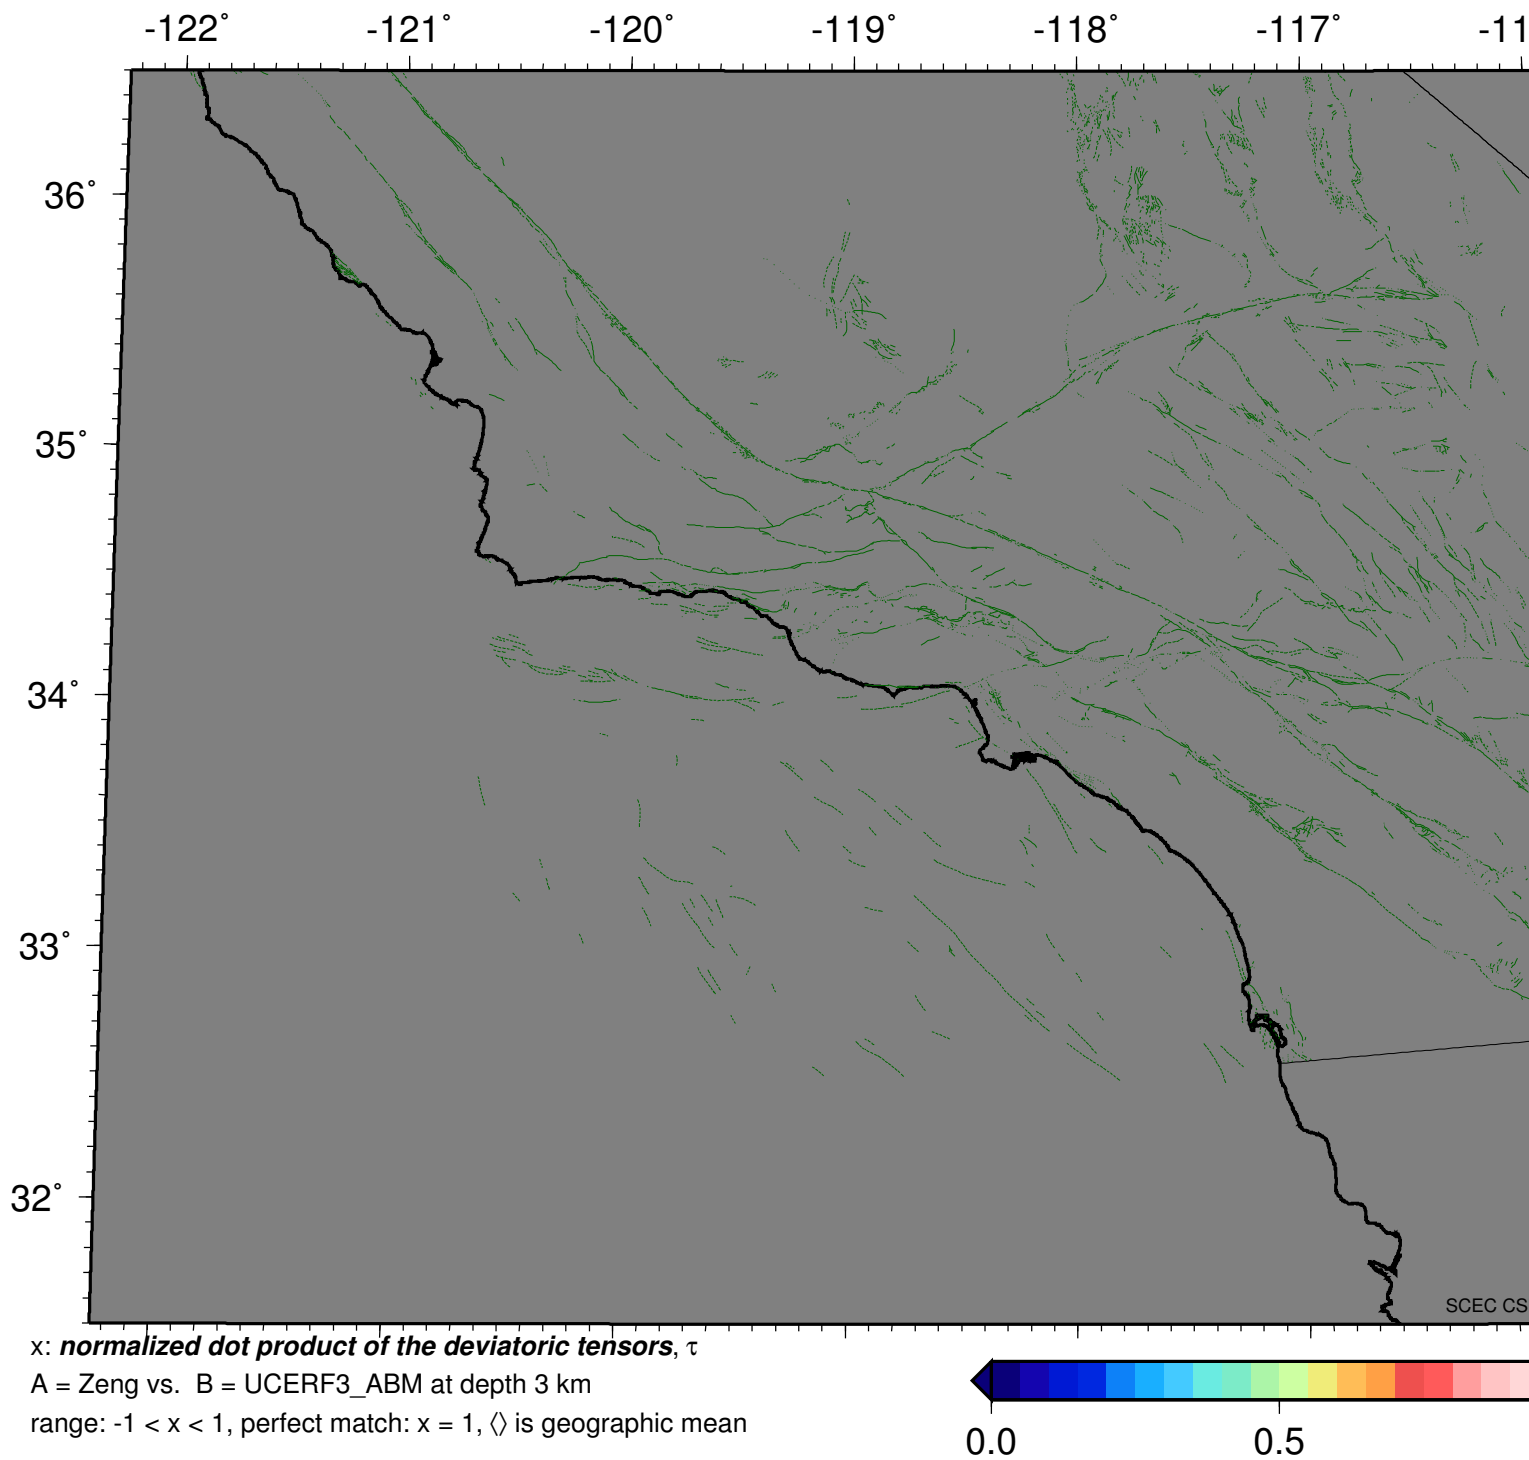 -122° -121° -120° -119° -118° -117° -11
36°
35°
34°
33°
32°
SCEC CS
x: normalized dot product of the deviatoric tensors, τ
A = Zeng vs. B = UCERF3_ABM at depth 3 km
range: -1 < x < 1, perfect match: x = 1, ⟨⟩ is geographic mean
0.0 0.5